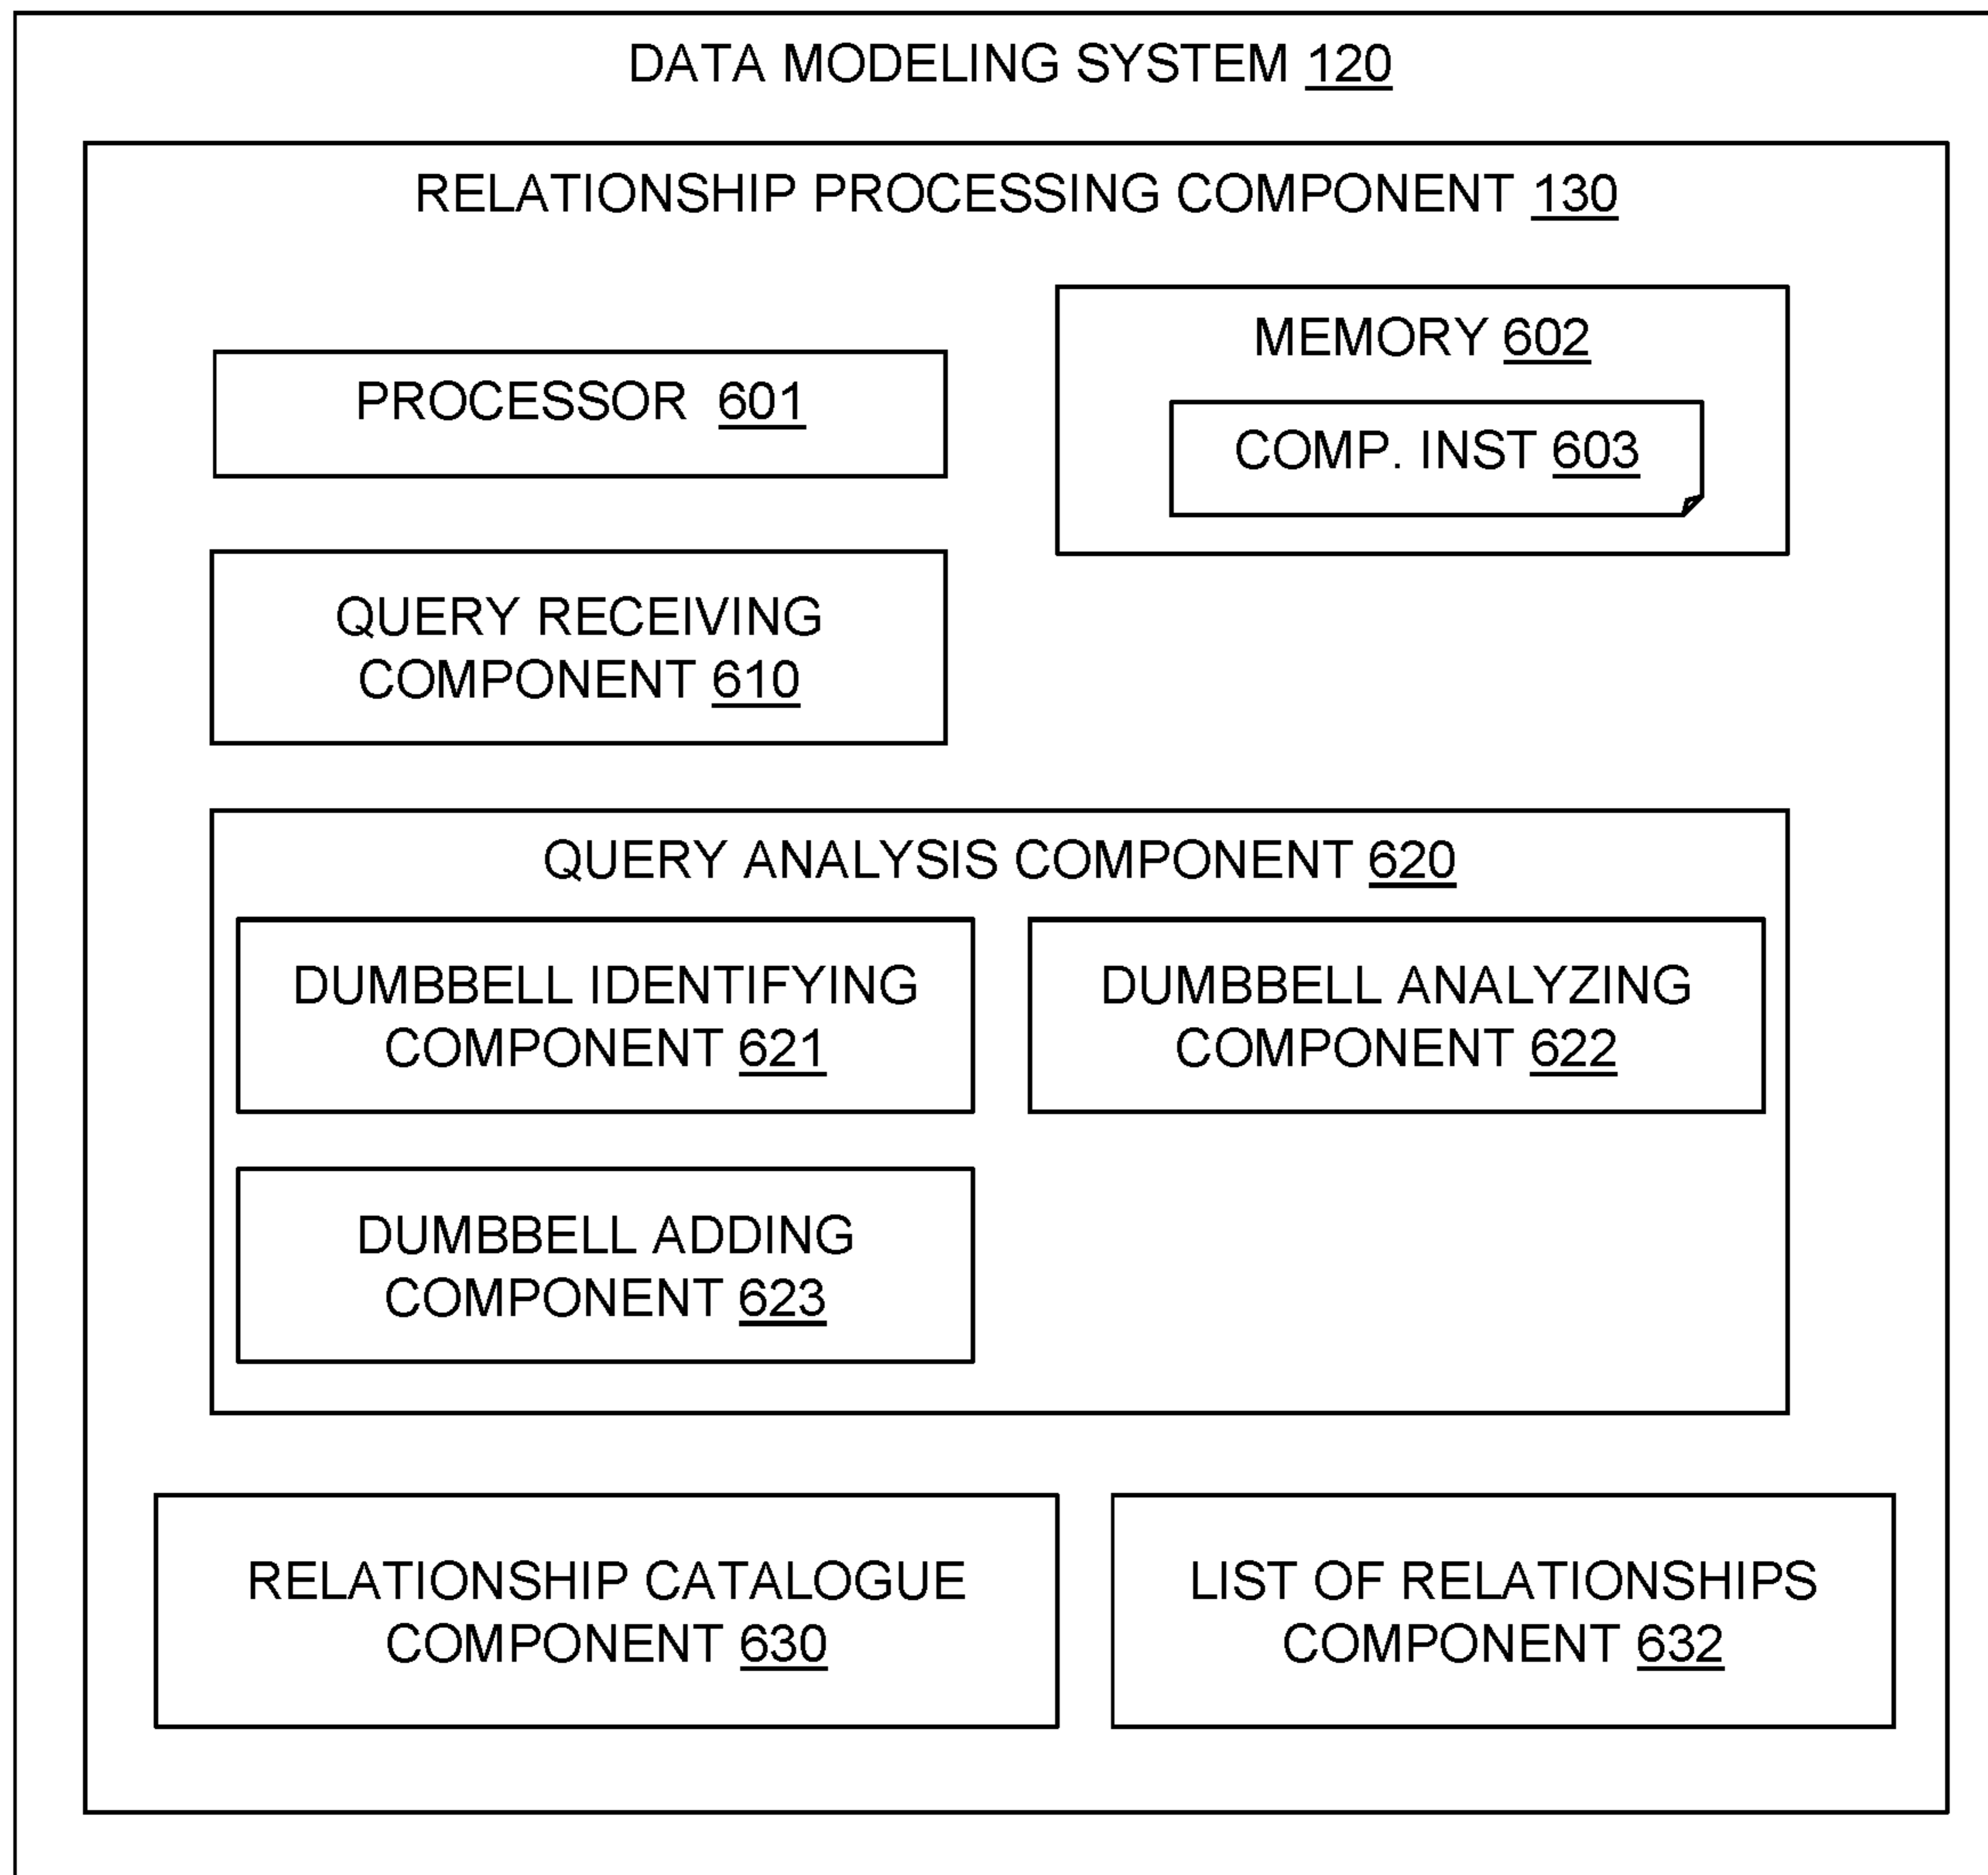 DATA MODELING SYSTEM 120
RELATIONSHIP PROCESSING COMPONENT 130
PROCESSOR 601
MEMORY 602
COMP. INST 603
QUERY RECEIVING
COMPONENT 610
QUERY ANALYSIS COMPONENT 620
DUMBBELL IDENTIFYING
COMPONENT 621
DUMBBELL ANALYZING
COMPONENT 622
DUMBBELL ADDING
COMPONENT 623
RELATIONSHIP CATALOGUE
COMPONENT 630
LIST OF RELATIONSHIPS
COMPONENT 632